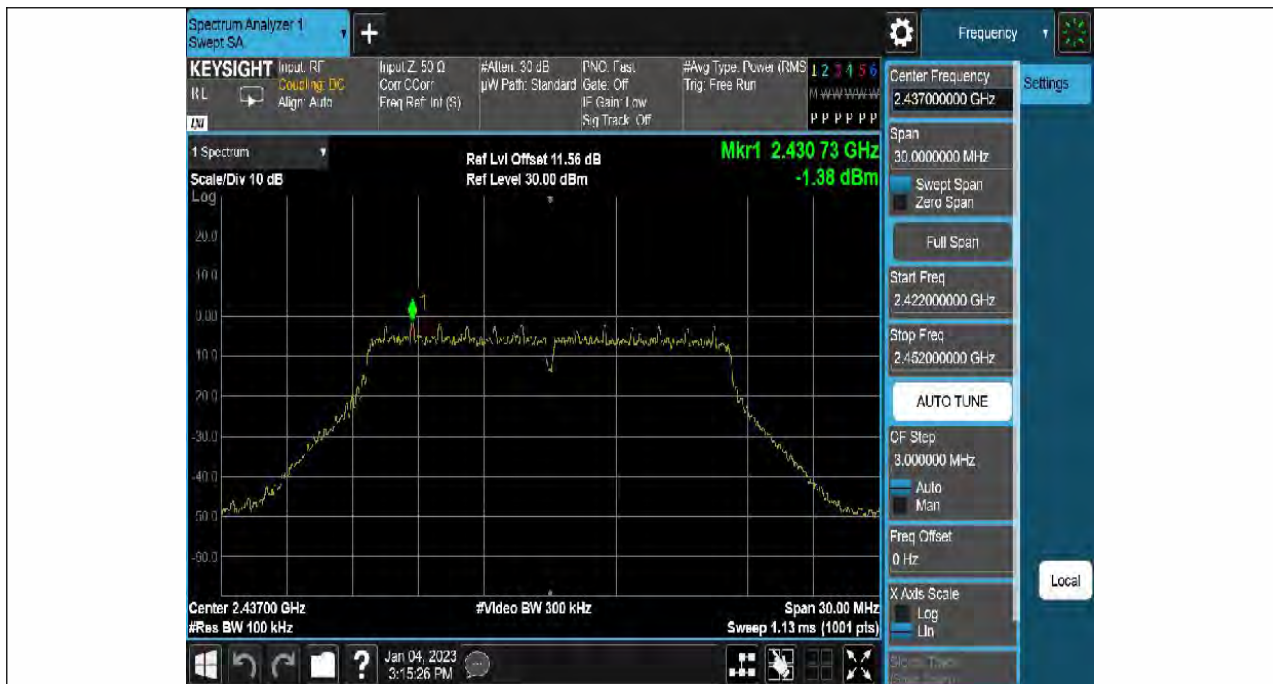 Spectrum Analyzer 1
Swept SA
+
Frequency
KEYSIGHT
RL
LXI
Input: RF
Coupling: DC
Align: Auto
Input Z: 50 Ω
Corr CCorr
Freq Ref: Int (S)
#Atten: 30 dB
µW Path: Standard
PNO: Fast
Gate: Off
IF Gain: Low
Sig Track: Off
#Avg Type: Power (RMS
Trig: Free Run
1 2 3 4 5 6
M W W W W W
P P P P P P
1 Spectrum
Scale/Div 10 dB
Log
Ref Lvl Offset 11.56 dB
Ref Level 30.00 dBm
Mkr1 2.430 73 GHz
-1.38 dBm
20.0
10.0
0.00
1
10.0
20.0
-30.0
-40.0
50.0
-60.0
Center 2.43700 GHz
#Res BW 100 kHz
#Video BW 300 kHz
Span 30.00 MHz
Sweep 1.13 ms (1001 pts)
Center Frequency
2.437000000 GHz
Settings
Span
30.0000000 MHz
Swept Span
Zero Span
Full Span
Start Freq
2.422000000 GHz
Stop Freq
2.452000000 GHz
AUTO TUNE
CF Step
3.000000 MHz
Auto
Man
Freq Offset
0 Hz
X Axis Scale
Log
Lin
Local
?
Jan 04, 2023
3:15:26 PM